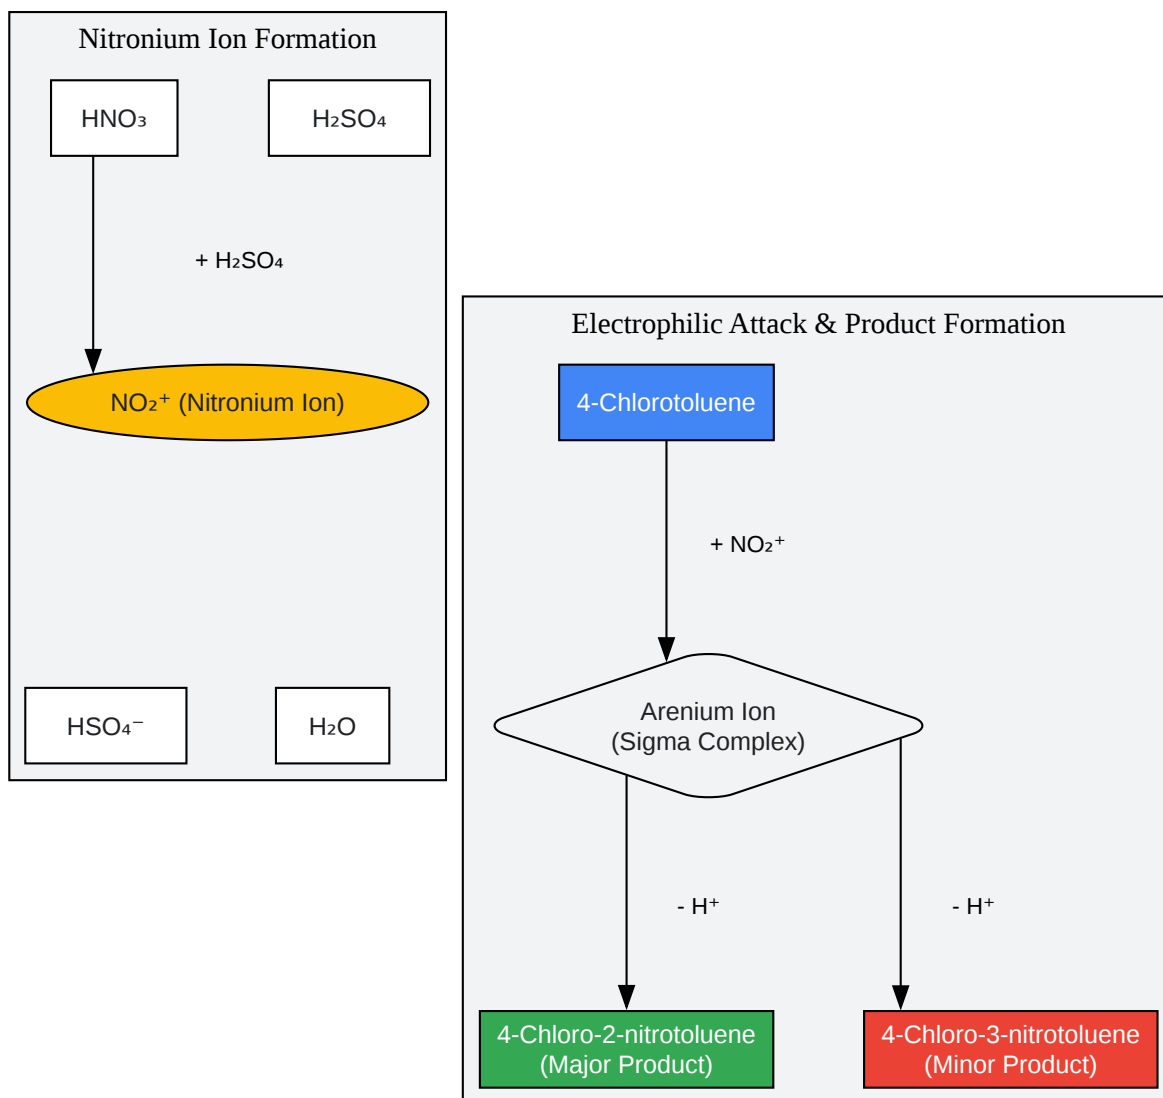 Nitronium Ion Formation
HNO₃
H₂SO₄
+ H₂SO₄
NO₂⁺ (Nitronium Ion)
HSO₄⁻
H₂O
Electrophilic Attack & Product Formation
4-Chlorotoluene
+ NO₂⁺
Arenium Ion
(Sigma Complex)
- H⁺
- H⁺
4-Chloro-2-nitrotoluene
(Major Product)
4-Chloro-3-nitrotoluene
(Minor Product)